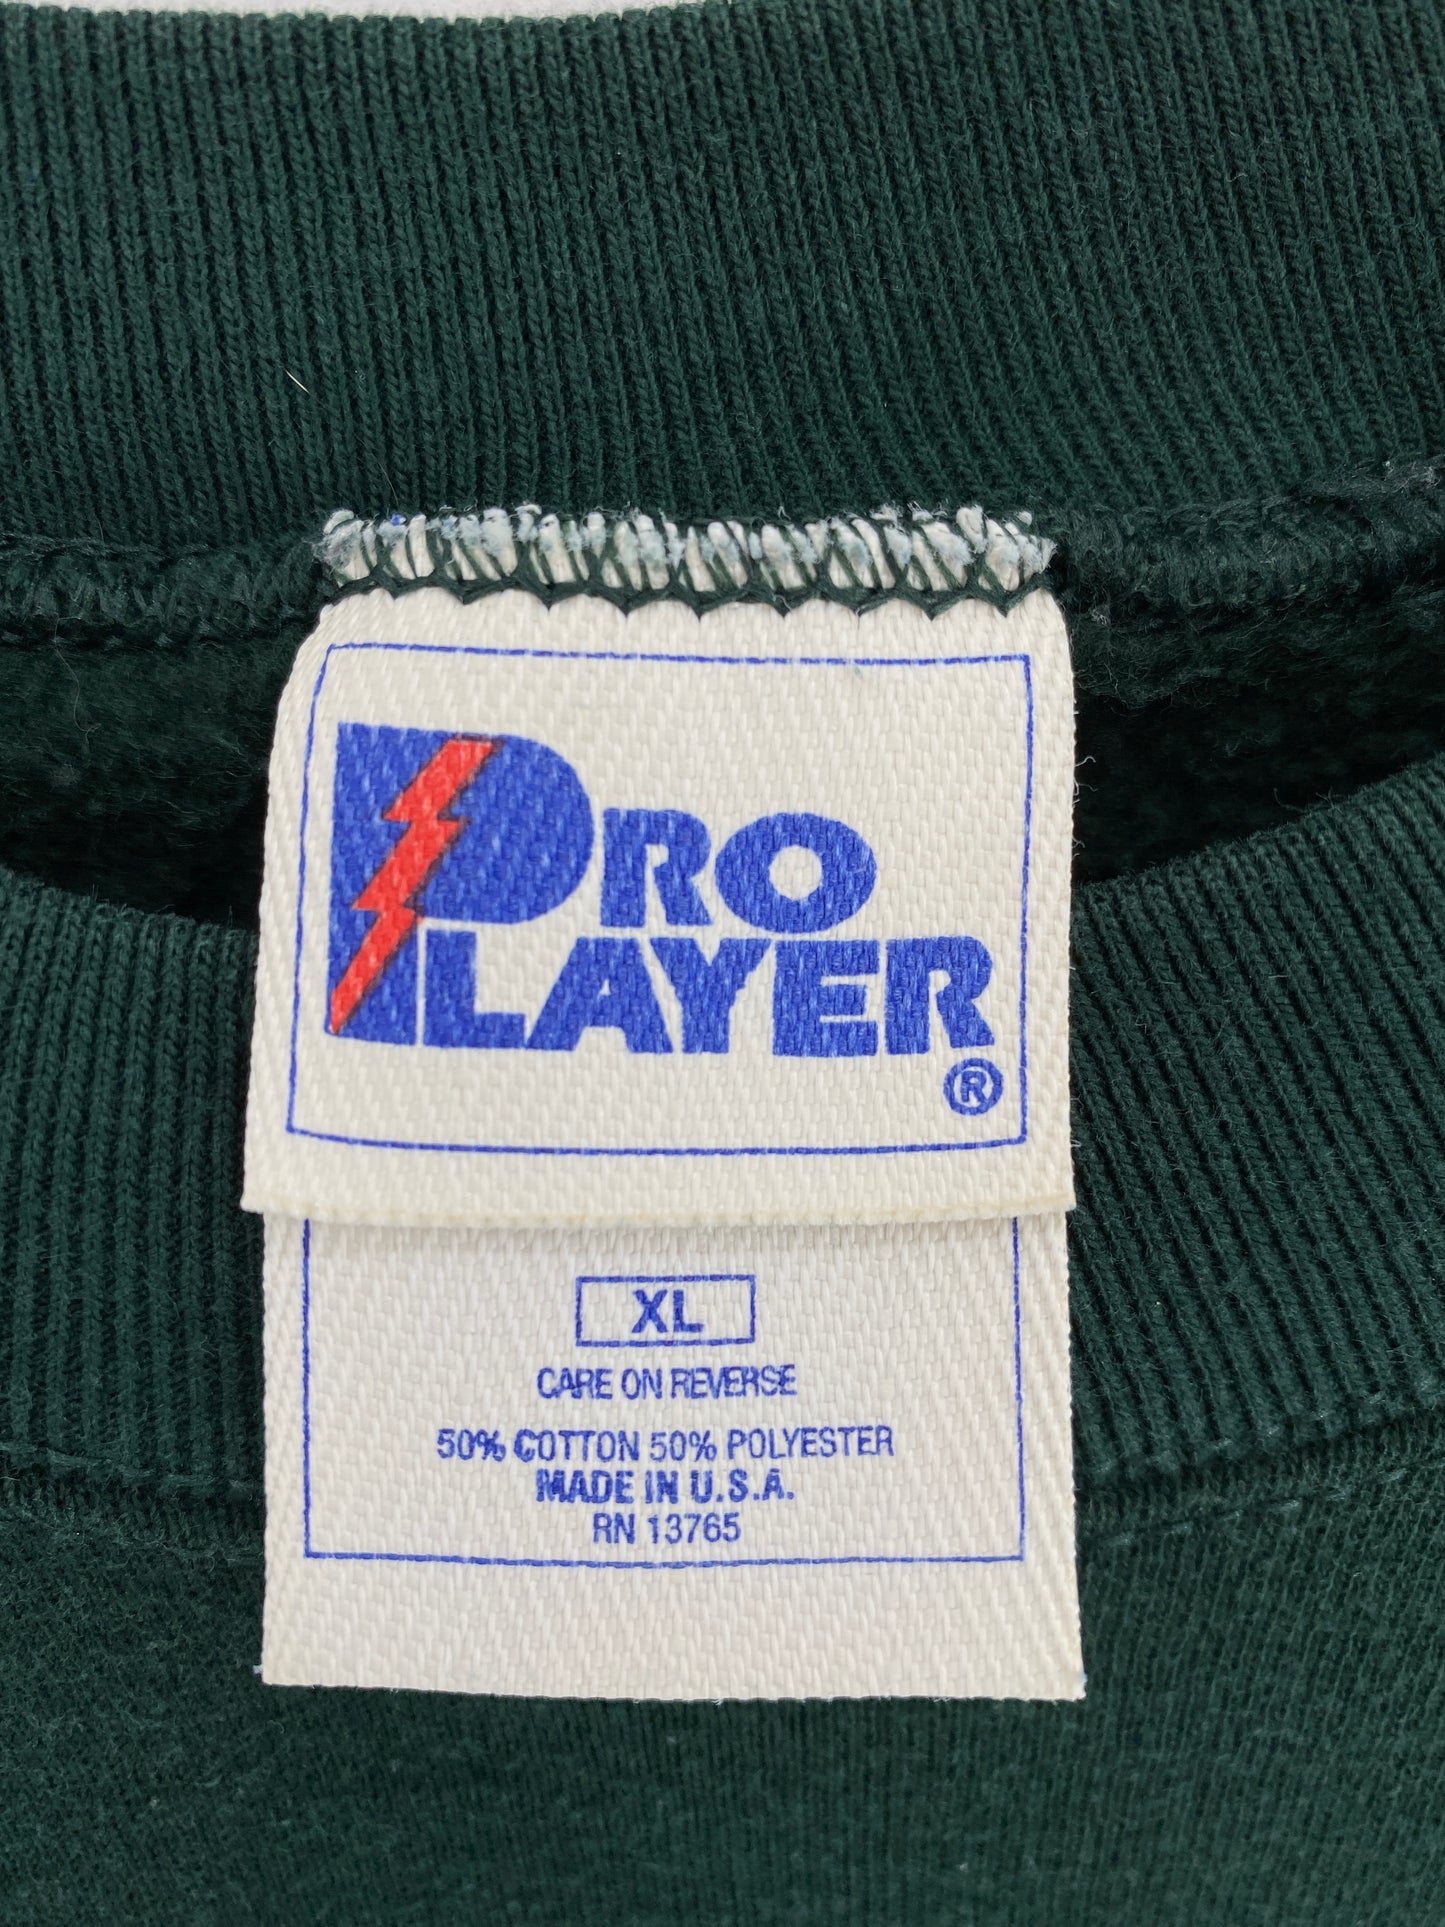 PRO
PLAYER
®
XL
CARE ON REVERSE
50% COTTON 50% POLYESTER
MADE IN U.S.A.
RN 13765